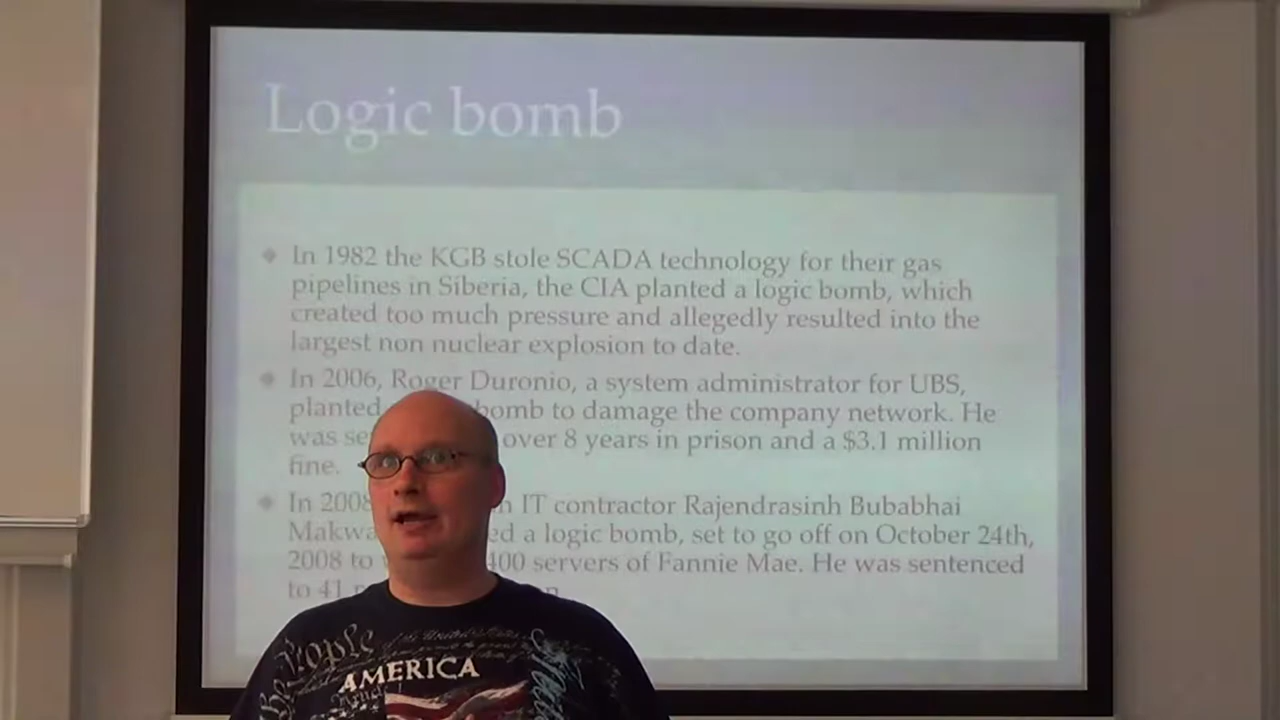 Logic bomb
In 1982 the KGB stole SCADA technology for their gas
pipelines in Siberia, the CIA planted a logic bomb, which
created too much pressure and allegedly resulted into the
largest non nuclear explosion to date.
In 2006, Roger Duronio, a system administrator for UBS,
planted bomb to damage the company network. He
was over 8 years in prison and a $3.1 million
fine.
In 2008 IT contractor Rajendrasinh Bubabhai
a logic bomb, set to go off on October 24th,
2008 to 400 servers of Fannie Mae. He was sentenced
to 41
People
AMERICA